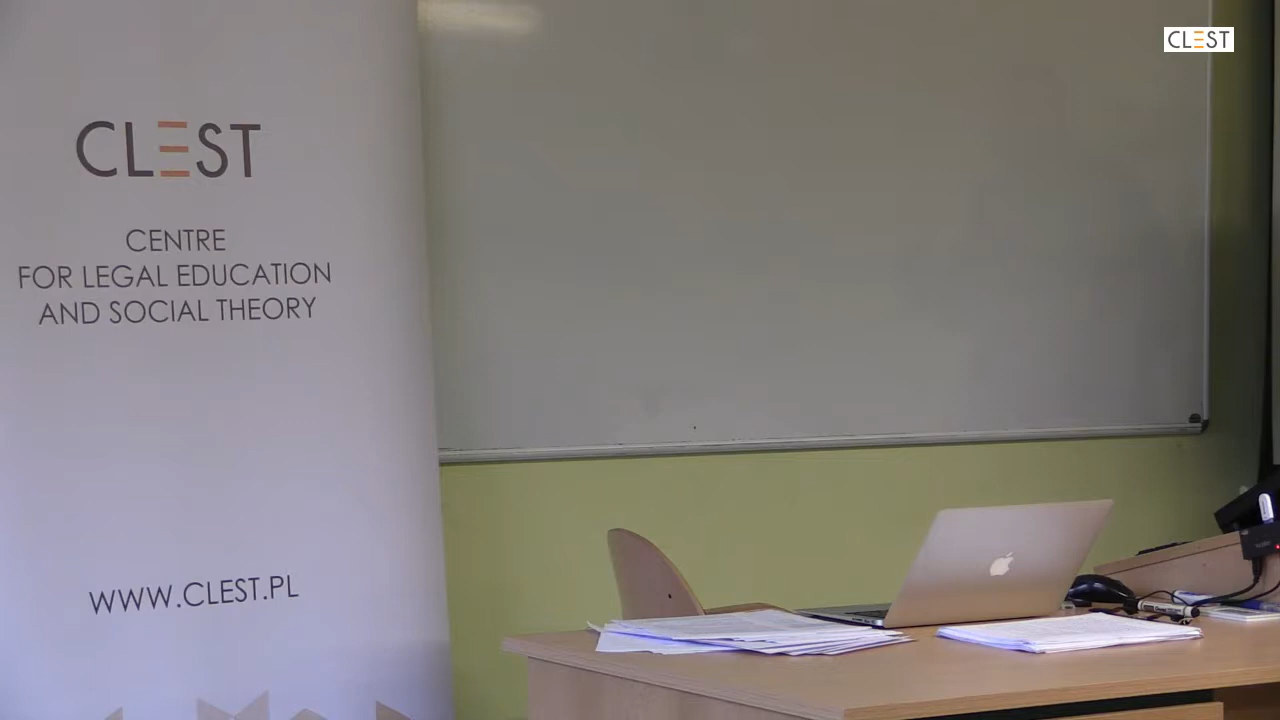 CLEST
CLEST
CENTRE
FOR LEGAL EDUCATION
AND SOCIAL THEORY
WWW.CLEST.PL